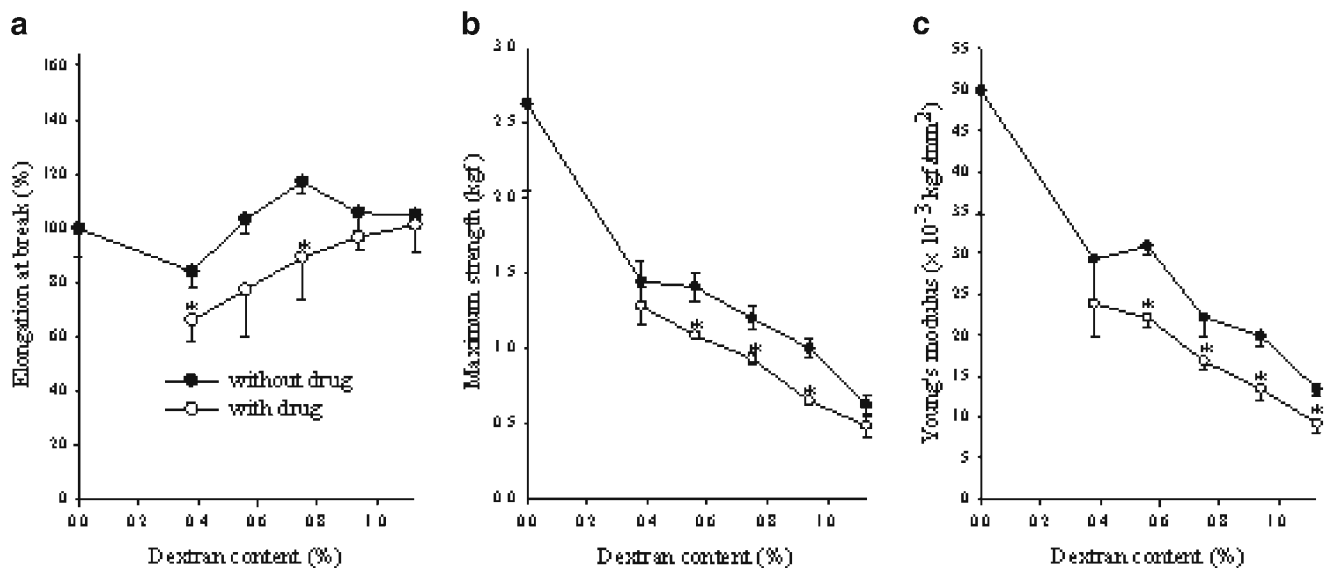 a
160
140
120
100
80
60
40
20
0
Elongation at break (%)
*
*
without drug
with drug
0.0 0.2 0.4 0.6 0.8 1.0
Dextran content (%)
b
3.0
2.5
2.0
1.5
1.0
0.5
0.0
Maximum strength (kgf)
*
*
*
0.0 0.2 0.4 0.6 0.8 1.0
Dextran content (%)
c
55
50
45
40
35
30
25
20
15
10
5
0
Young's modulus (× 10⁻³ kgf/mm²)
*
*
*
*
0.0 0.2 0.4 0.6 0.8 1.0
Dextran content (%)